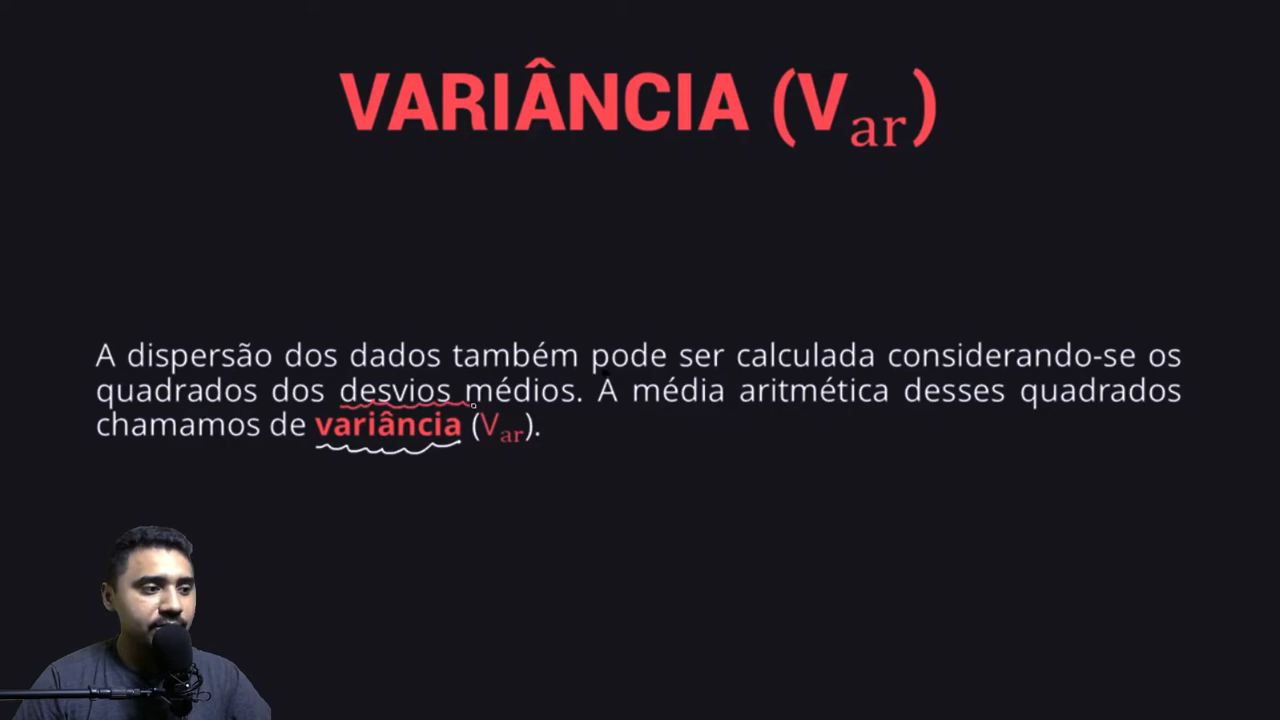 VARIÂNCIA (Var)
A dispersão dos dados também pode ser calculada considerando-se os
quadrados dos desvios médios. A média aritmética desses quadrados
chamamos de variância (Var).